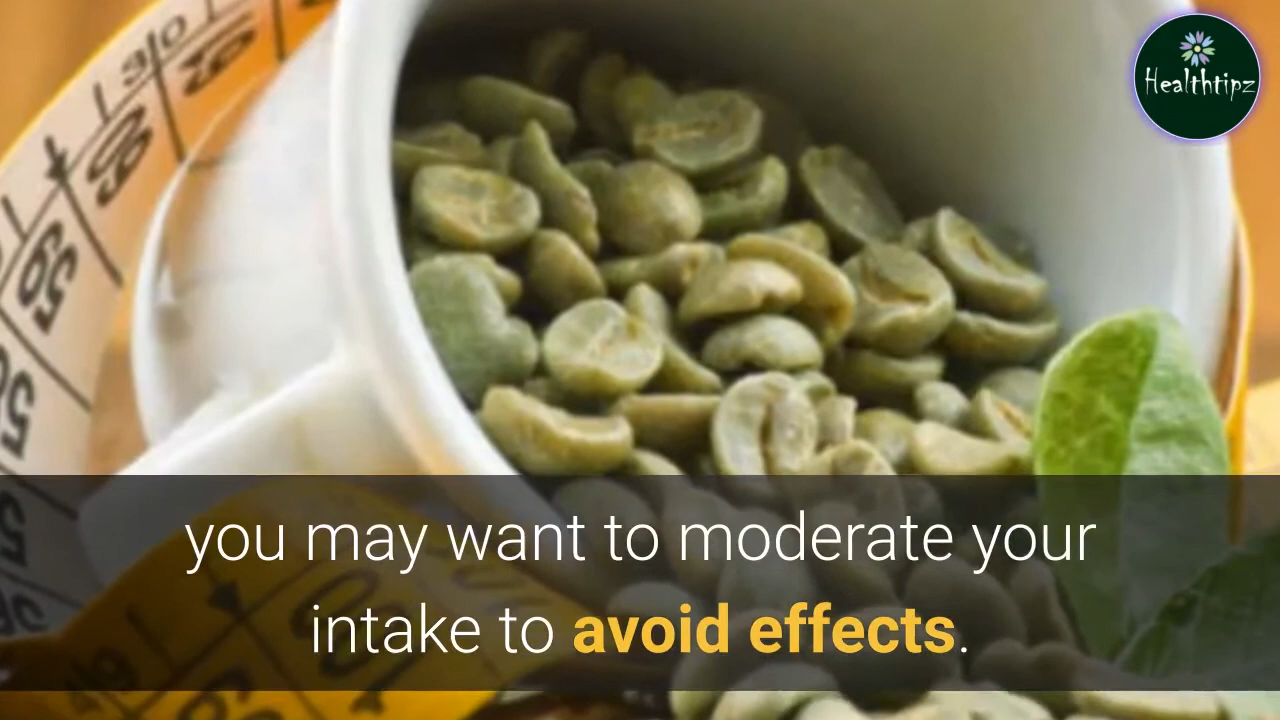 Healthtipz
you may want to moderate your
intake to avoid effects.